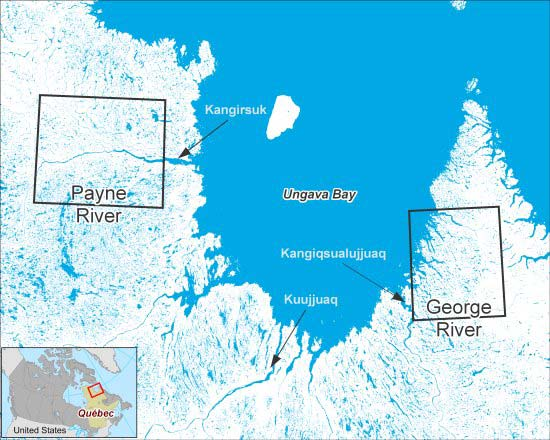 Kangirsuk
Payne
River
Ungava Bay
Kangiqsualujjuaq
Kuujjuaq
George
River
Québec
United States